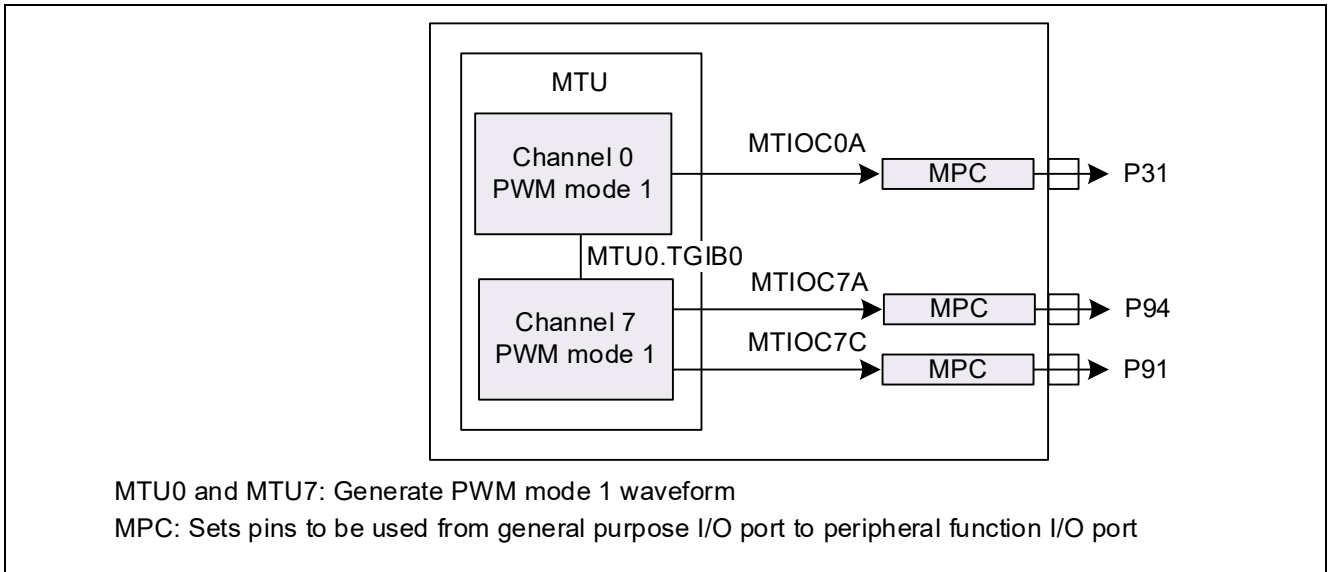 MTU
Channel 0
PWM mode 1
MTIOC0A
MPC
P31
MTU0.TGIB0
Channel 7
PWM mode 1
MTIOC7A
MPC
P94
MTIOC7C
MPC
P91
MTU0 and MTU7: Generate PWM mode 1 waveform
MPC: Sets pins to be used from general purpose I/O port to peripheral function I/O port